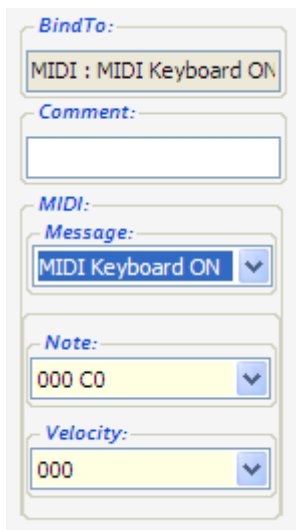 BindTo:
MIDI : MIDI Keyboard ON
Comment:
MIDI:
Message:
MIDI Keyboard ON
Note:
000 C0
Velocity:
000